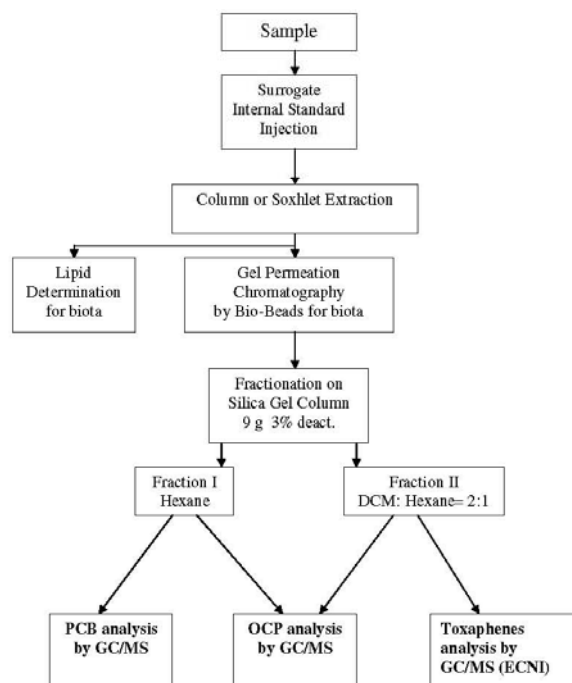 Sample
Surrogate
Internal Standard
Injection
Column or Soxhlet Extraction
Lipid
Determination
for biota
Gel Permeation
Chromatography
by Bio-Beads for biota
Fractionation on
Silica Gel Column
9 g 3% deact.
Fraction I
Hexane
Fraction II
DCM: Hexane= 2:1
PCB analysis
by GC/MS
OCP analysis
by GC/MS
Toxaphenes
analysis by
GC/MS (ECNI)